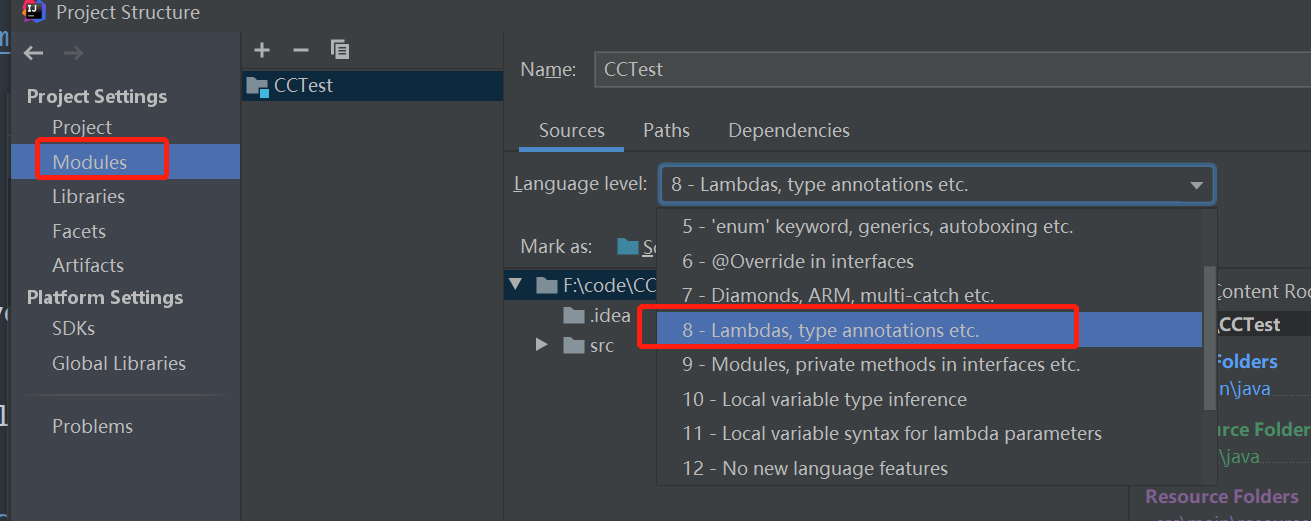 Project Structure
Project Settings
Project
Modules
Libraries
Facets
Artifacts
Platform Settings
SDKs
Global Libraries
Problems
CCTest
Name: CCTest
Sources Paths Dependencies
Language level: 8 - Lambdas, type annotations etc.
5 - 'enum' keyword, generics, autoboxing etc.
6 - @Override in interfaces
7 - Diamonds, ARM, multi-catch etc.
8 - Lambdas, type annotations etc.
9 - Modules, private methods in interfaces etc.
10 - Local variable type inference
11 - Local variable syntax for lambda parameters
12 - No new language features
Mark as:
F:\code\CC
.idea
src
Content Roo
\CCTest
Folders
n\java
urce Folder
\java
Resource Folders